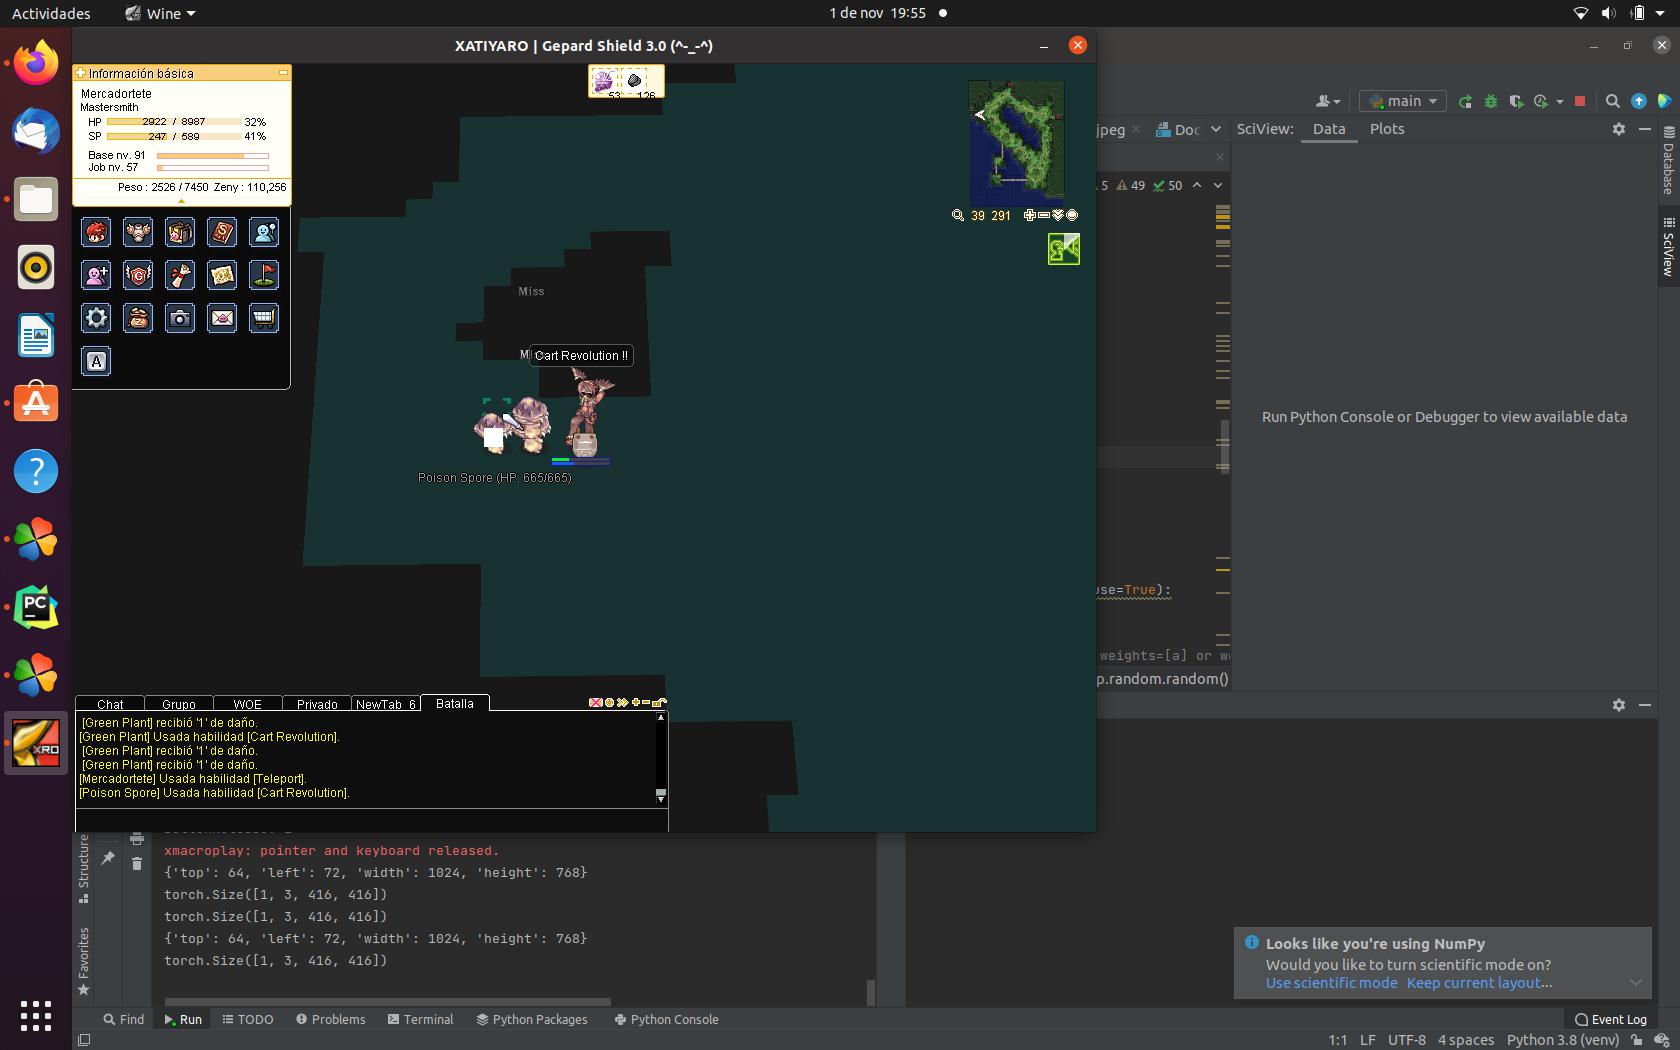 Actividades
Wine
1 de nov 19:55
XATIYARO | Gepard Shield 3.0 (^-_-^)
Información básica
Mercadortete
Mastersmith
HP 2922 / 8987 32%
SP 247 / 589 41%
Base nv. 91
Job nv. 57
Peso : 2526 / 7450 Zeny : 110,256
53 126
39 291
Miss
Cart Revolution !!
Poison Spore (HP: 665/665)
Chat Grupo WOE Privado NewTab 6 Batalla
[Green Plant] recibió '1' de daño.
[Green Plant] Usada habilidad [Cart Revolution].
[Green Plant] recibió '1' de daño.
[Green Plant] recibió '1' de daño.
[Mercadortete] Usada habilidad [Teleport].
[Poison Spore] Usada habilidad [Cart Revolution].
main
jpeg
Doc
SciView: Data Plots
5 49 50
Database
SciView
Run Python Console or Debugger to view available data
use=True):
weights=[a] or we
p.random.random()
xmacroplay: pointer and keyboard released.
{'top': 64, 'left': 72, 'width': 1024, 'height': 768}
torch.Size([1, 3, 416, 416])
torch.Size([1, 3, 416, 416])
{'top': 64, 'left': 72, 'width': 1024, 'height': 768}
torch.Size([1, 3, 416, 416])
Structure
Favorites
Looks like you're using NumPy
Would you like to turn scientific mode on?
Use scientific mode Keep current layout...
Find Run TODO Problems Terminal Python Packages Python Console
Event Log
1:1 LF UTF-8 4 spaces Python 3.8 (venv)
PC
XRO
A